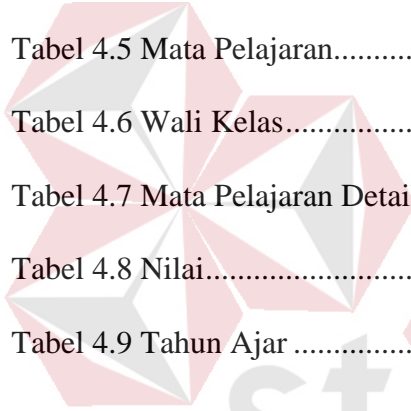 Tabel 4.5 Mata Pelajaran...........
Tabel 4.6 Wali Kelas................
Tabel 4.7 Mata Pelajaran
Tabel 4.8 Nilai.......................
Tabel 4.9 Tahun Ajar ...............
st